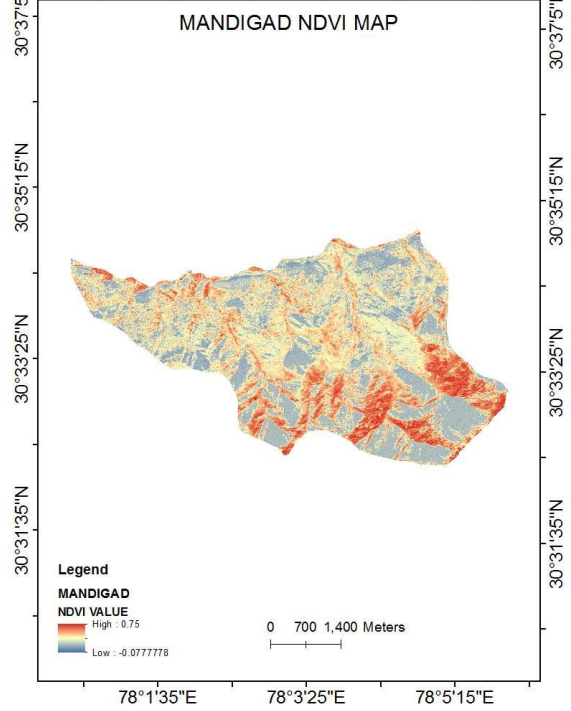 MANDIGAD NDVI MAP
30°37'5"
30°37'5"
30°35'15"N
30°35'15"N
30°33'25"N
30°33'25"N
30°31'35"N
30°31'35"N
Legend
MANDIGAD
NDVI VALUE
High : 0.75
Low : -0.0777778
0 700 1,400 Meters
78°1'35"E 78°3'25"E 78°5'15"E